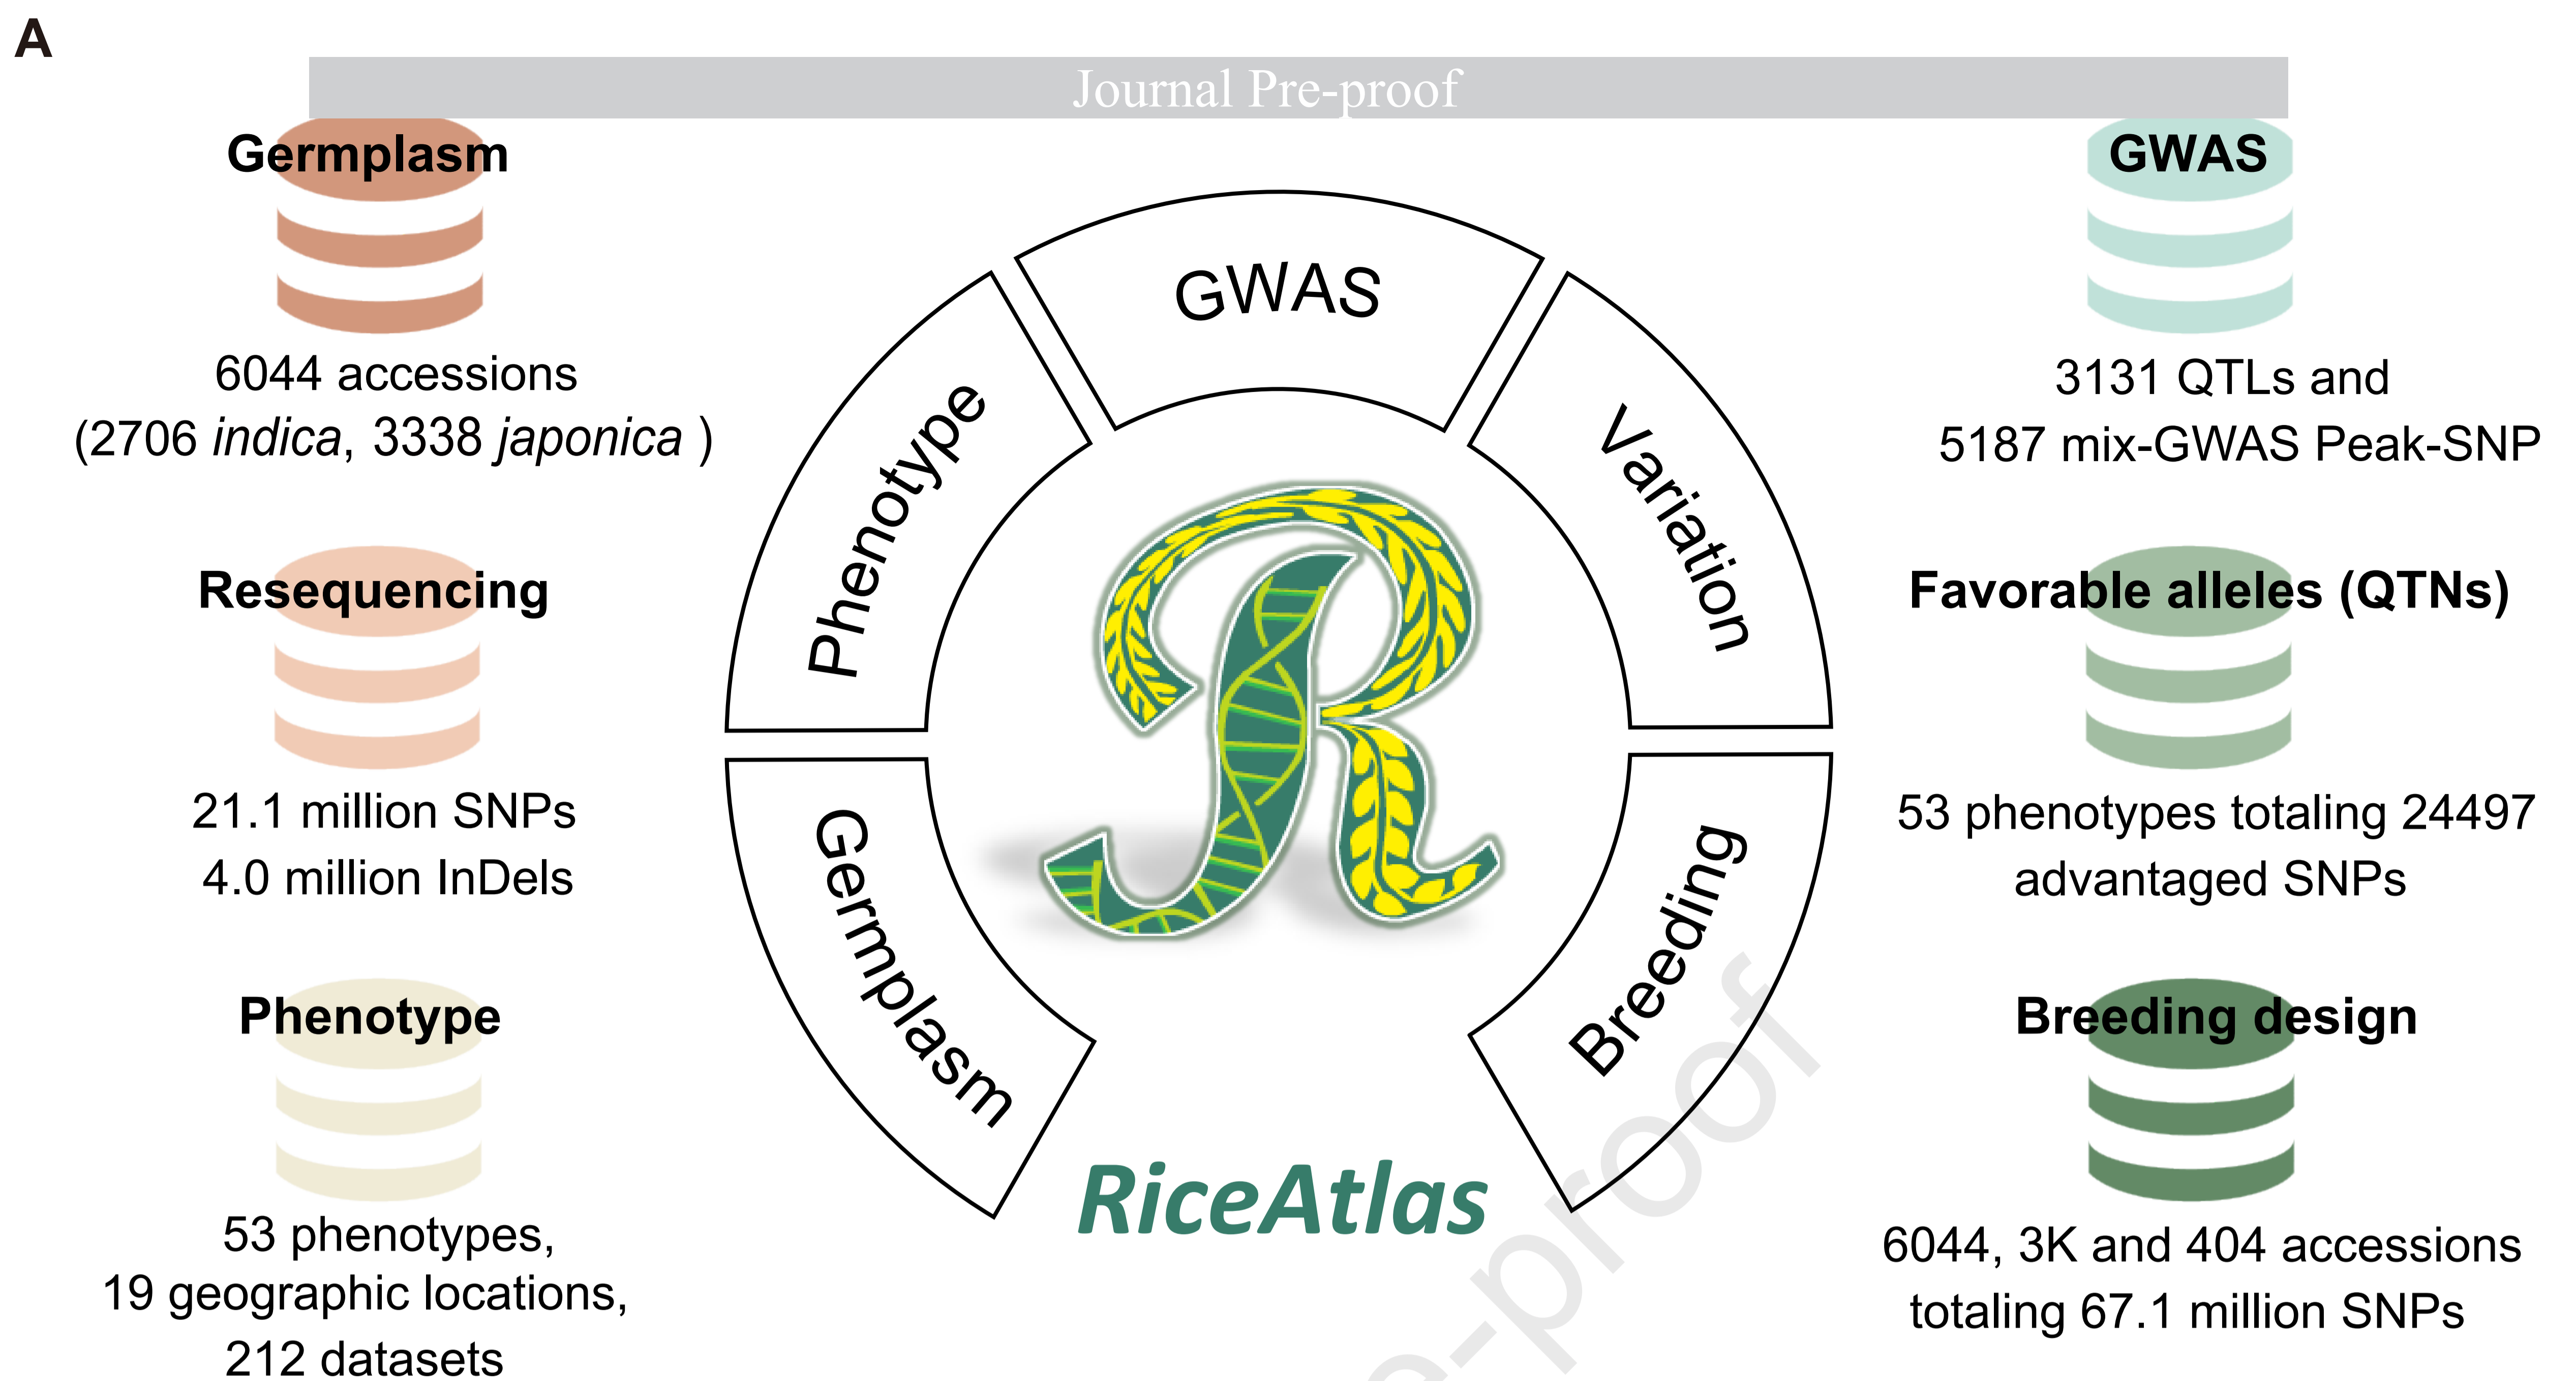 A
Journal Pre-proof
Germplasm
6044 accessions
(2706 indica, 3338 japonica )
Resequencing
21.1 million SNPs
4.0 million InDels
Phenotype
53 phenotypes,
19 geographic locations,
212 datasets
Germplasm
Phenotype
GWAS
Variation
Breeding
R
RiceAtlas
GWAS
3131 QTLs and
5187 mix-GWAS Peak-SNP
Favorable alleles (QTNs)
53 phenotypes totaling 24497
advantaged SNPs
Breeding design
6044, 3K and 404 accessions
totaling 67.1 million SNPs
e-proof